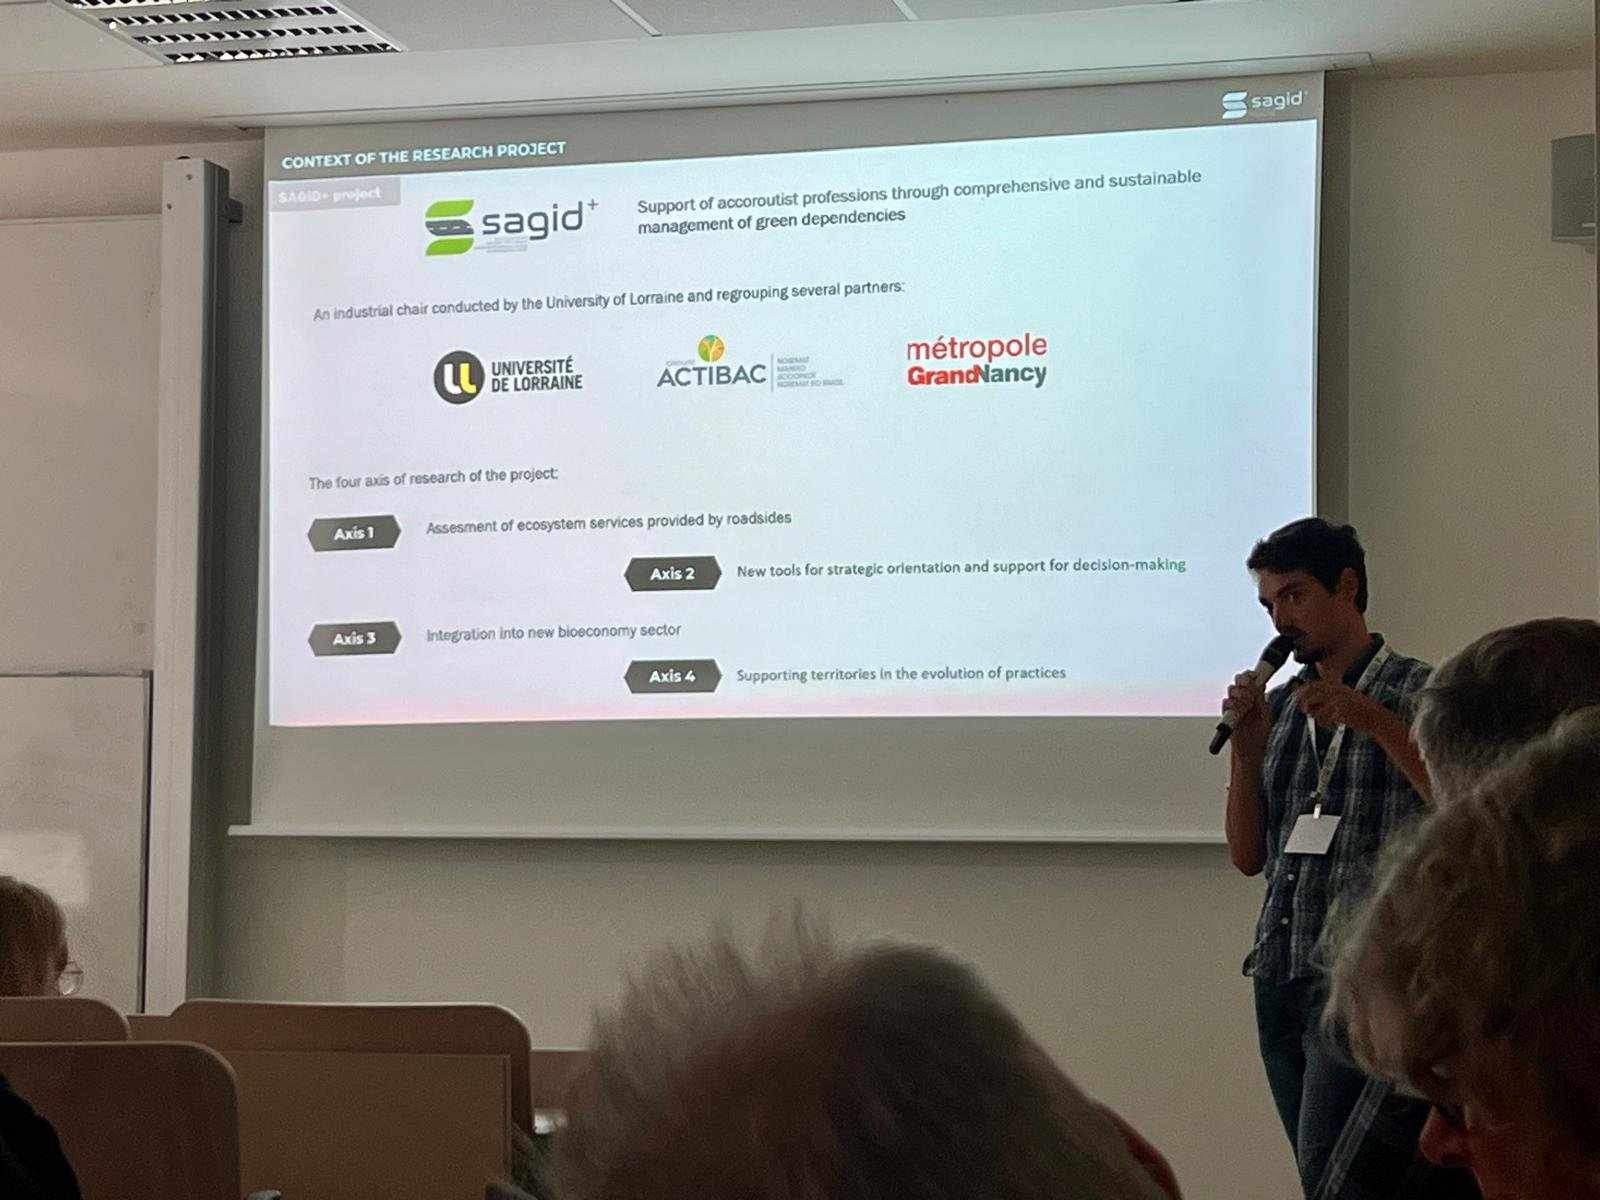 sagid+
CONTEXT OF THE RESEARCH PROJECT
SAGID+ project
sagid+
Support of accoroutist professions through comprehensive and sustainable
management of green dependencies
An industrial chair conducted by the University of Lorraine and regrouping several partners:
UNIVERSITÉ
DE LORRAINE
ACTIBAC
métropole
GrandNancy
The four axis of research of the project:
Axis 1
Assesment of ecosystem services provided by roadsides
Axis 2
New tools for strategic orientation and support for decision-making
Axis 3
Integration into new bioeconomy sector
Axis 4
Supporting territories in the evolution of practices